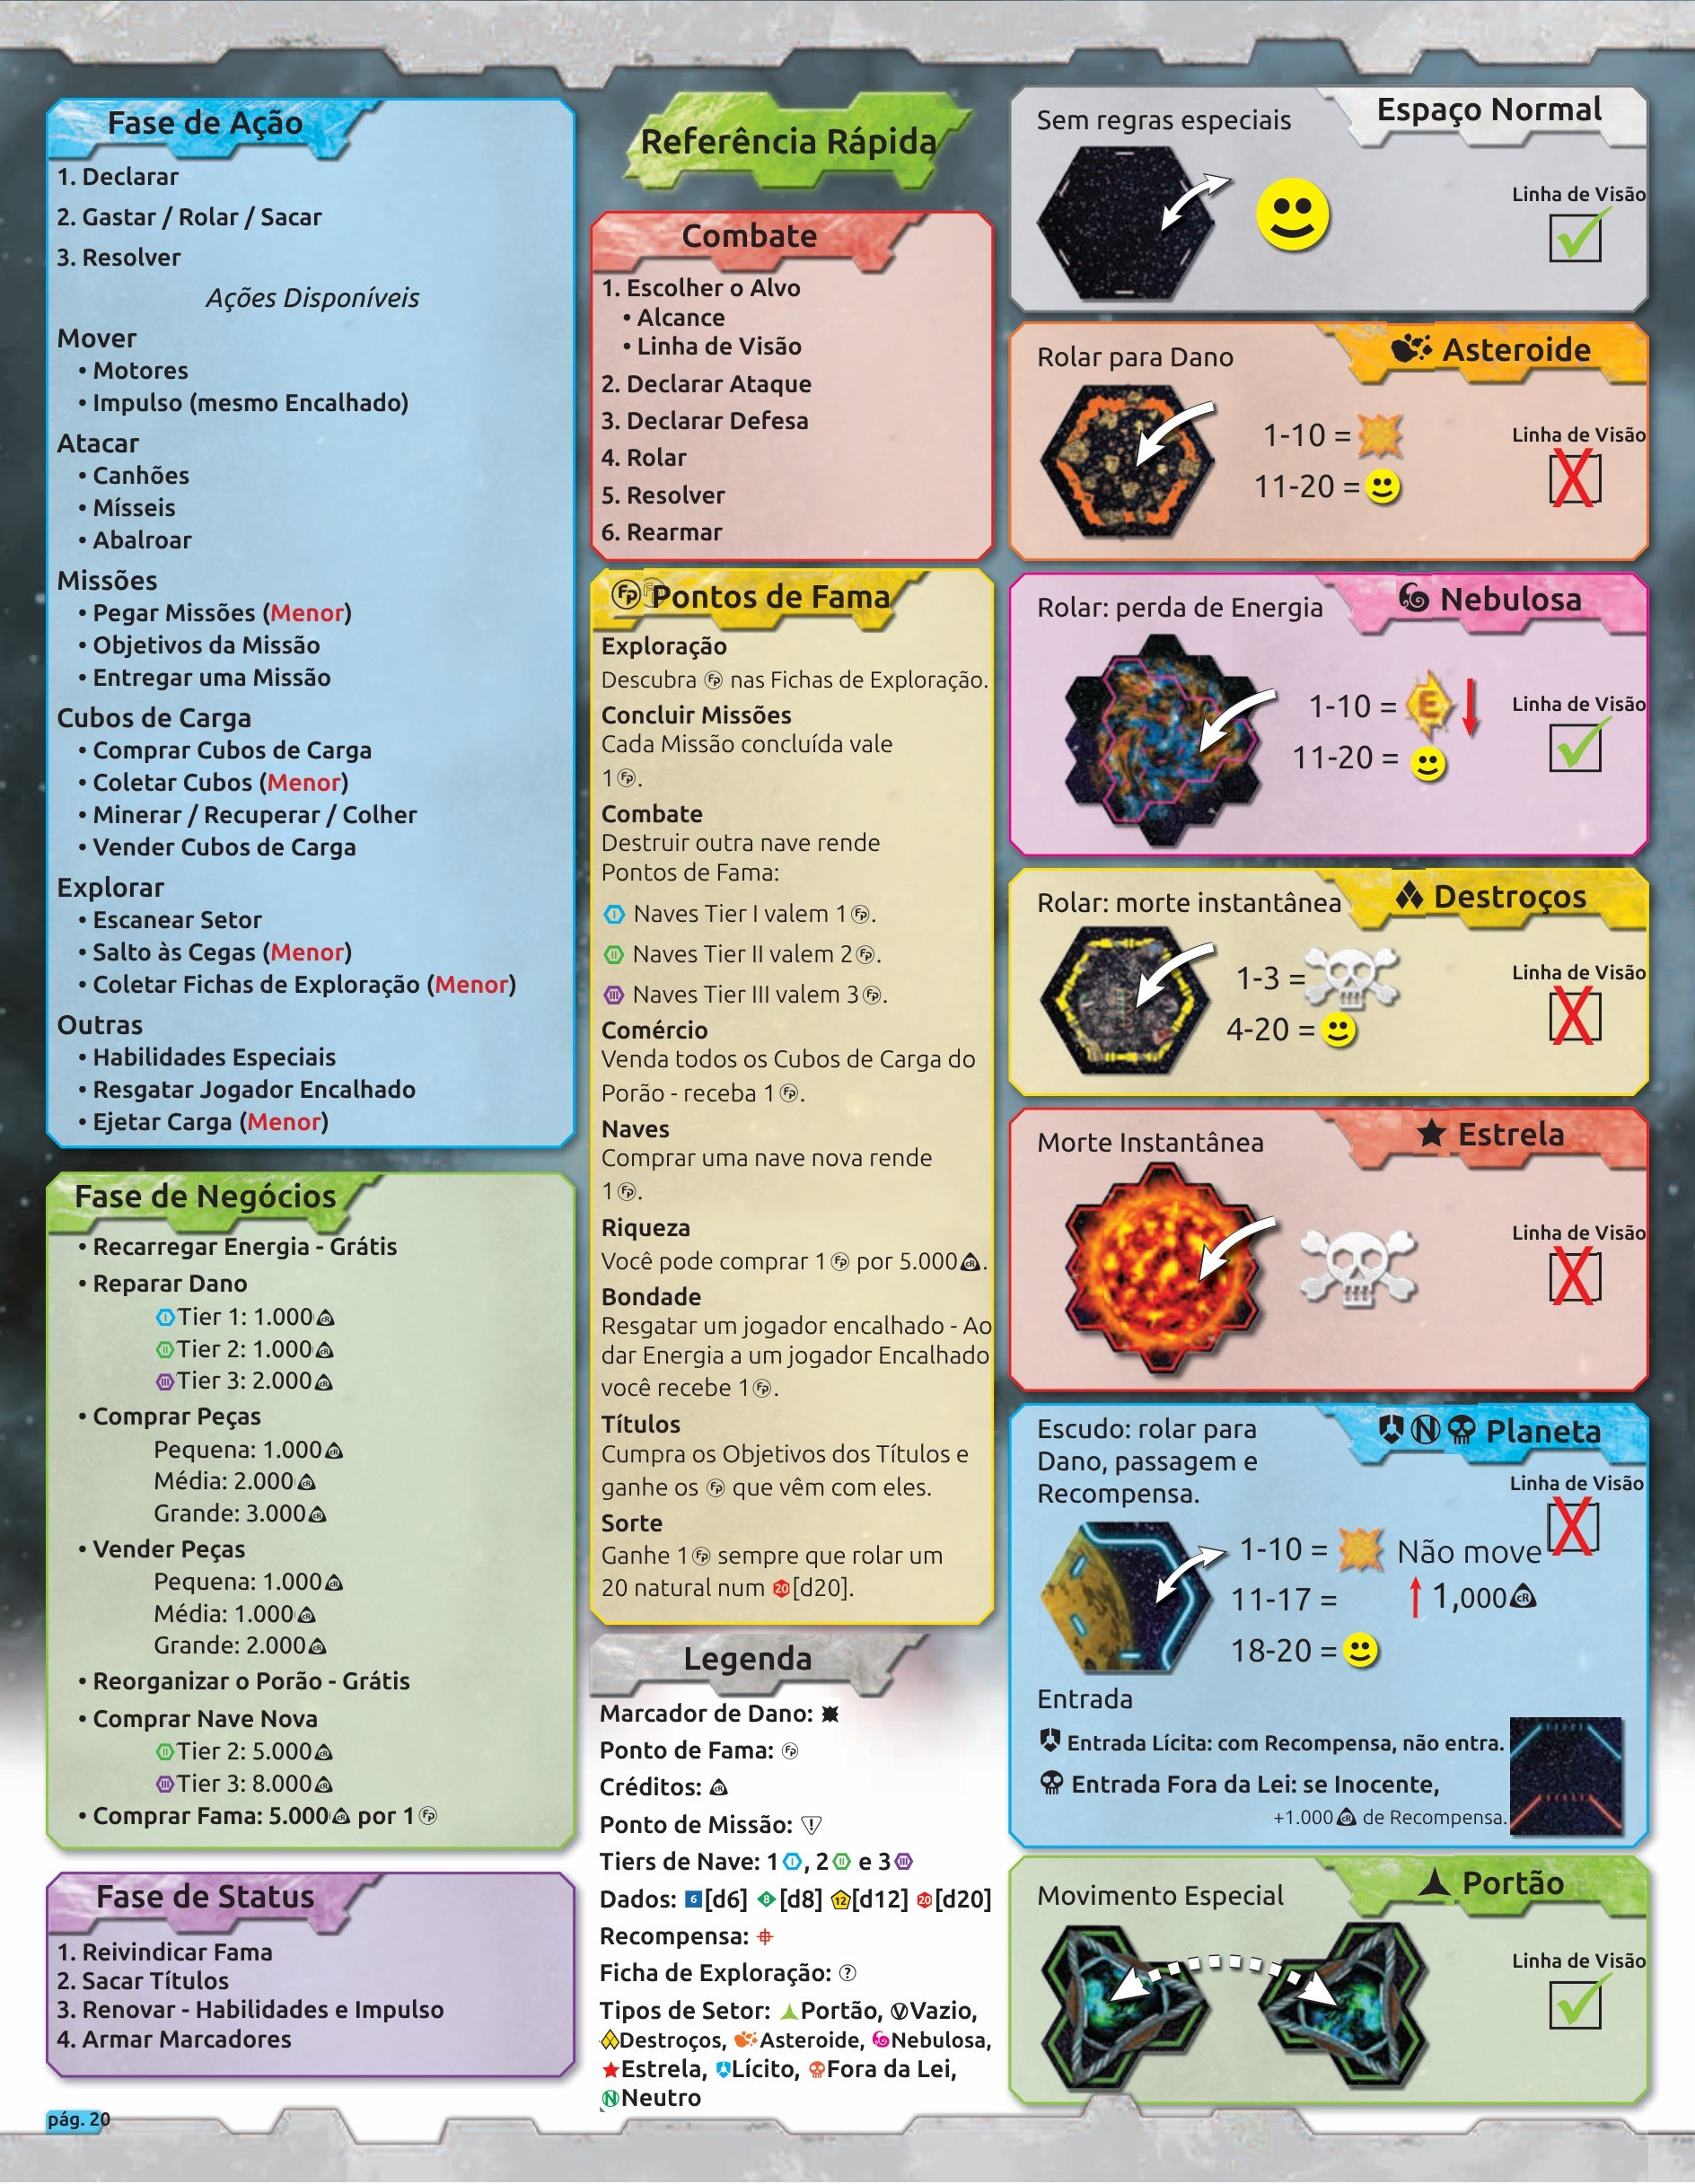 Fase de Ação
1. Declarar
2. Gastar / Rolar / Sacar
3. Resolver
Ações Disponíveis
Mover
• Motores
• Impulso (mesmo Encalhado)
Atacar
• Canhões
• Mísseis
• Abalroar
Missões
• Pegar Missões (Menor)
• Objetivos da Missão
• Entregar uma Missão
Cubos de Carga
• Comprar Cubos de Carga
• Coletar Cubos (Menor)
• Minerar / Recuperar / Colher
• Vender Cubos de Carga
Explorar
• Escanear Setor
• Salto às Cegas (Menor)
• Coletar Fichas de Exploração (Menor)
Outras
• Habilidades Especiais
• Resgatar Jogador Encalhado
• Ejetar Carga (Menor)
Fase de Negócios
• Recarregar Energia - Grátis
• Reparar Dano
Tier 1: 1.000
Tier 2: 1.000
Tier 3: 2.000
• Comprar Peças
Pequena: 1.000
Média: 2.000
Grande: 3.000
• Vender Peças
Pequena: 1.000
Média: 1.000
Grande: 2.000
• Reorganizar o Porão - Grátis
• Comprar Nave Nova
Tier 2: 5.000
Tier 3: 8.000
• Comprar Fama: 5.000 por 1
Fase de Status
1. Reivindicar Fama
2. Sacar Títulos
3. Renovar - Habilidades e Impulso
4. Armar Marcadores
pág. 20
Referência Rápida
Combate
1. Escolher o Alvo
• Alcance
• Linha de Visão
2. Declarar Ataque
3. Declarar Defesa
4. Rolar
5. Resolver
6. Rearmar
Pontos de Fama
Exploração
Descubra FP nas Fichas de Exploração.
Concluir Missões
Cada Missão concluída vale
1 FP.
Combate
Destruir outra nave rende
Pontos de Fama:
Naves Tier I valem 1 FP.
Naves Tier II valem 2 FP.
Naves Tier III valem 3 FP.
Comércio
Venda todos os Cubos de Carga do
Porão - receba 1 FP.
Naves
Comprar uma nave nova rende
1 FP.
Riqueza
Você pode comprar 1 FP por 5.000.
Bondade
Resgatar um jogador encalhado - Ao
dar Energia a um jogador Encalhado
você recebe 1 FP.
Títulos
Cumpra os Objetivos dos Títulos e
ganhe os FP que vêm com eles.
Sorte
Ganhe 1 FP sempre que rolar um
20 natural num 20 [d20].
Legenda
Marcador de Dano:
Ponto de Fama: FP
Créditos: cR
Ponto de Missão: !
Tiers de Nave: 1 I, 2 II e 3 III
Dados: 6 [d6] 8 [d8] 12 [d12] 20 [d20]
Recompensa:
Ficha de Exploração: ?
Tipos de Setor: Portão, Vazio,
Destroços, Asteroide, Nebulosa,
Estrela, Lícito, Fora da Lei,
Neutro
Espaço Normal
Sem regras especiais
Linha de Visão
Asteroide
Rolar para Dano
1-10 =
11-20 =
Linha de Visão
Nebulosa
Rolar: perda de Energia
1-10 = E
11-20 =
Linha de Visão
Destroços
Rolar: morte instantânea
1-3 =
4-20 =
Linha de Visão
Estrela
Morte Instantânea
Linha de Visão
Planeta
Escudo: rolar para
Dano, passagem e
Recompensa.
Linha de Visão
1-10 = Não move
11-17 = 1,000
18-20 =
Entrada
Entrada Lícita: com Recompensa, não entra.
Entrada Fora da Lei: se Inocente,
+1.000 de Recompensa.
Portão
Movimento Especial
Linha de Visão